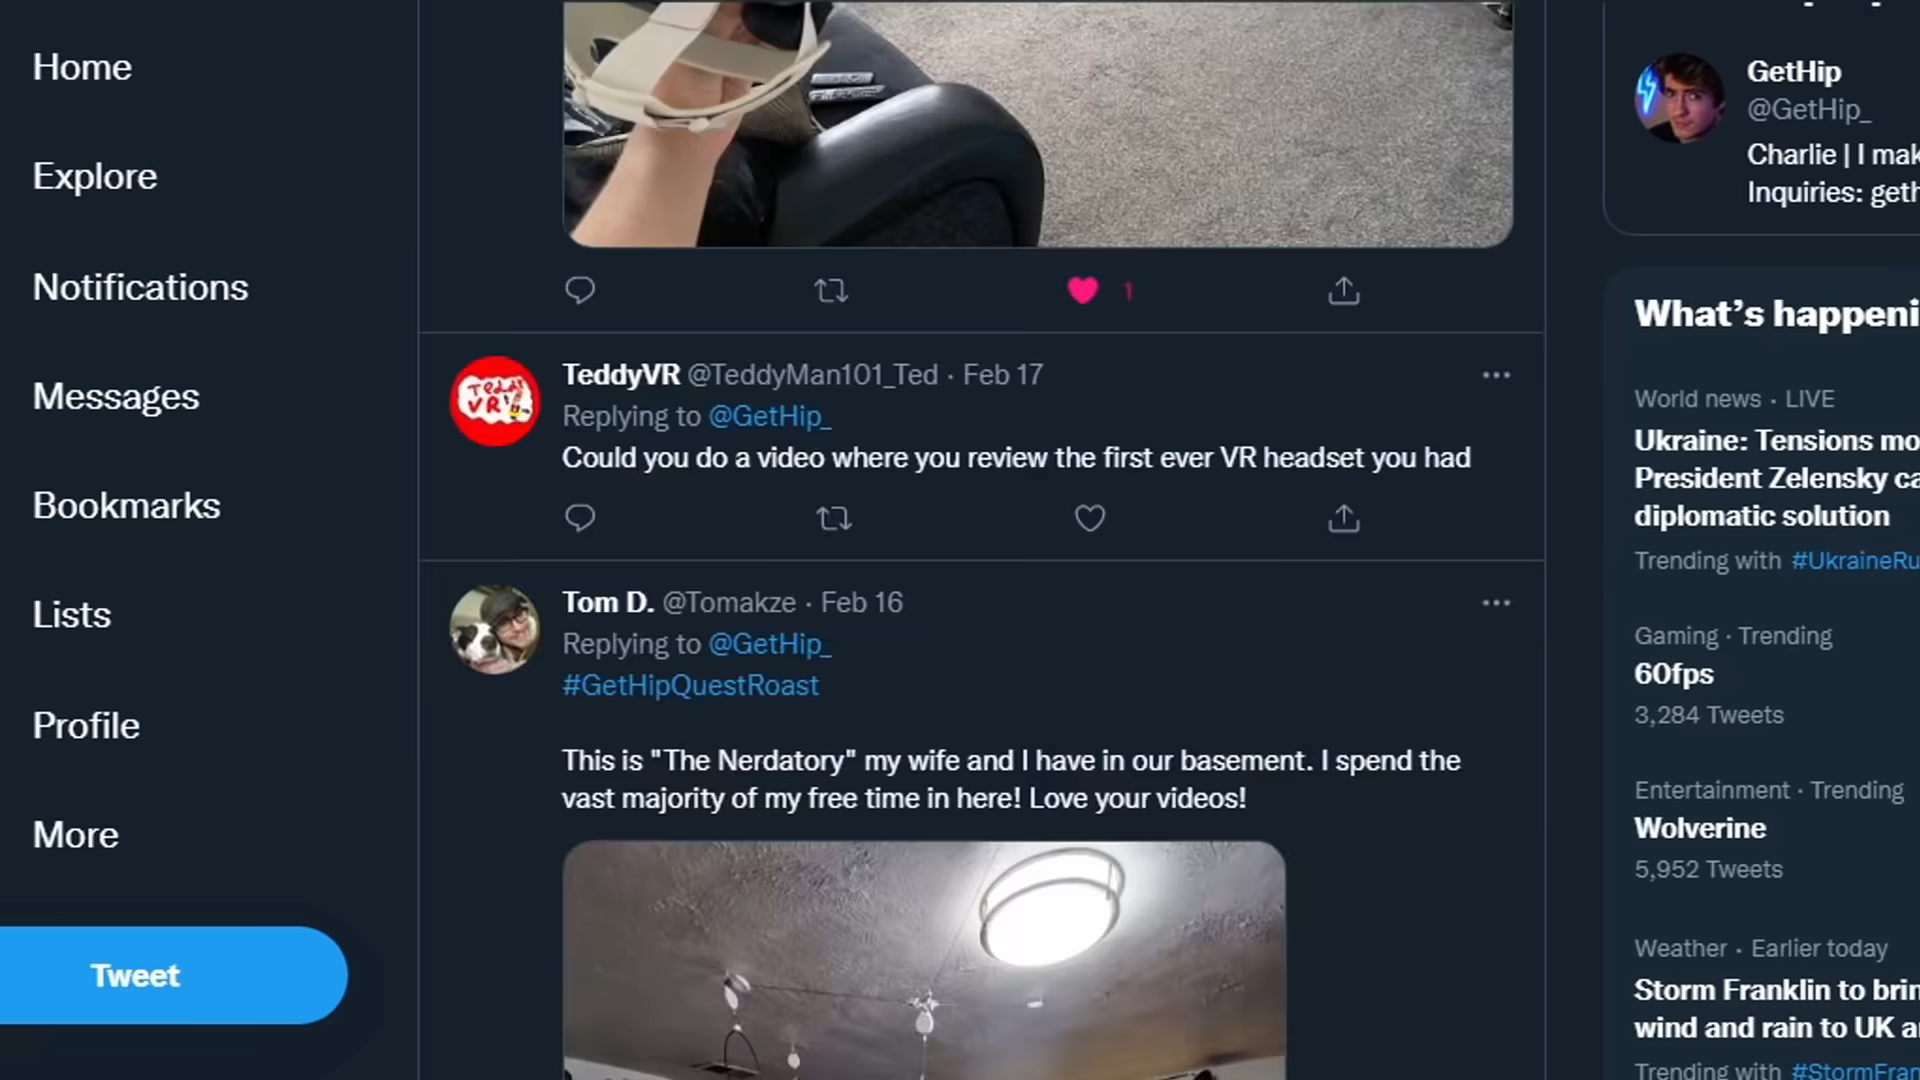 Home
Explore
Notifications
Messages
Bookmarks
Lists
Profile
More
Tweet
1
TeddyVR @TeddyMan101_Ted · Feb 17
Replying to @GetHip_
Could you do a video where you review the first ever VR headset you had
Tom D. @Tomakze · Feb 16
Replying to @GetHip_
#GetHipQuestRoast
This is "The Nerdatory" my wife and I have in our basement. I spend the
vast majority of my free time in here! Love your videos!
GetHip
@GetHip_
Charlie | I mak
Inquiries: geth
What's happeni
World news · LIVE
Ukraine: Tensions mo
President Zelensky ca
diplomatic solution
Trending with #UkraineRu
Gaming · Trending
60fps
3,284 Tweets
Entertainment · Trending
Wolverine
5,952 Tweets
Weather · Earlier today
Storm Franklin to brin
wind and rain to UK a
Trending with #StormFran